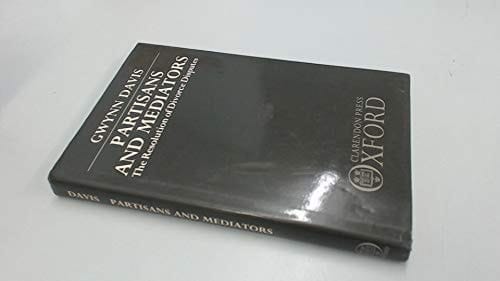 GWYNN DAVIS
PARTISANS
AND MEDIATORS
The Resolution of Divorce Disputes
CLARENDON PRESS
OXFORD
DAVIS PARTISANS AND MEDIATORS